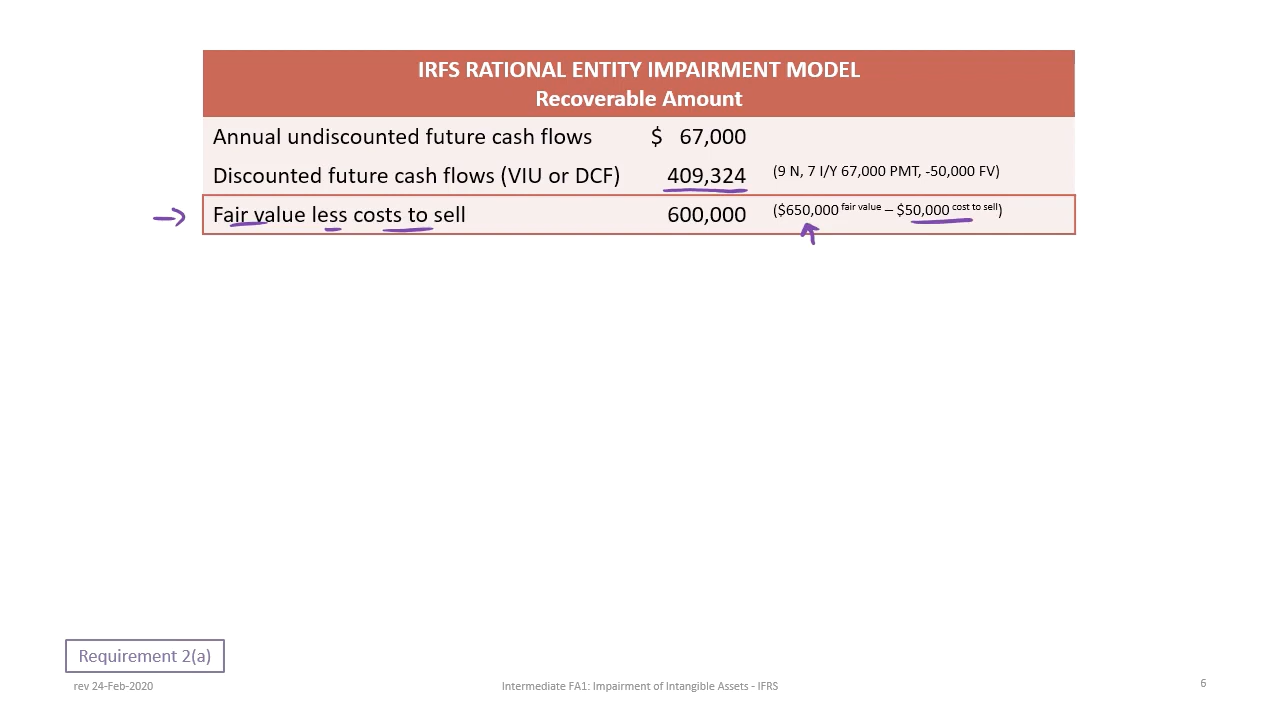 IRFS RATIONAL ENTITY IMPAIRMENT MODEL
Recoverable Amount
Annual undiscounted future cash flows $ 67,000
Discounted future cash flows (VIU or DCF) 409,324 (9 N, 7 I/Y 67,000 PMT, -50,000 FV)
Fair value less costs to sell 600,000 ($650,000 fair value – $50,000 cost to sell)
Requirement 2(a)
rev 24-Feb-2020 Intermediate FA1: Impairment of Intangible Assets - IFRS 6